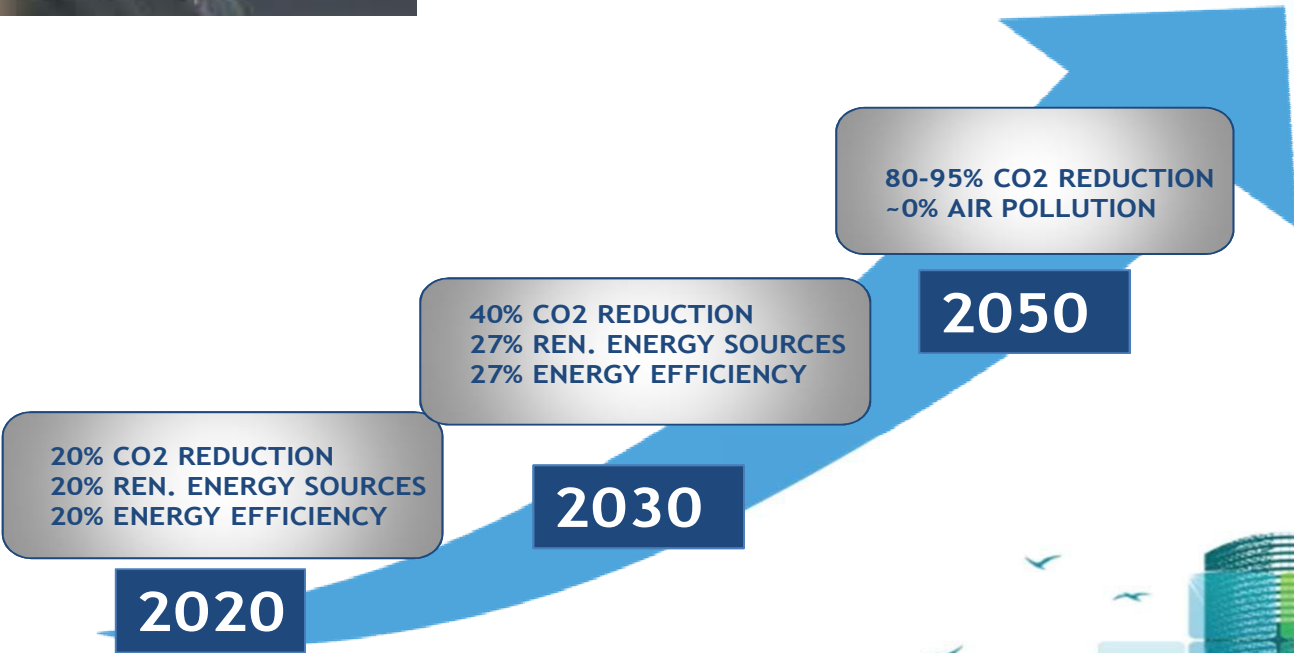 80-95% CO2 REDUCTION
~0% AIR POLLUTION
2050
40% CO2 REDUCTION
27% REN. ENERGY SOURCES
27% ENERGY EFFICIENCY
2030
20% CO2 REDUCTION
20% REN. ENERGY SOURCES
20% ENERGY EFFICIENCY
2020